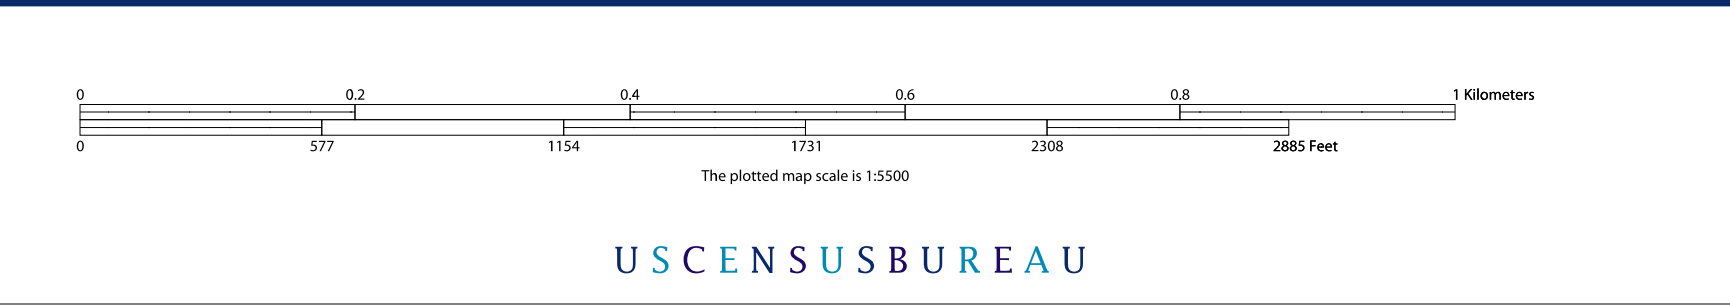 0 0.2 0.4 0.6 0.8 1 Kilometers
0 577 1154 1731 2308 2885 Feet
The plotted map scale is 1:5500
USCENSUSBUREAU